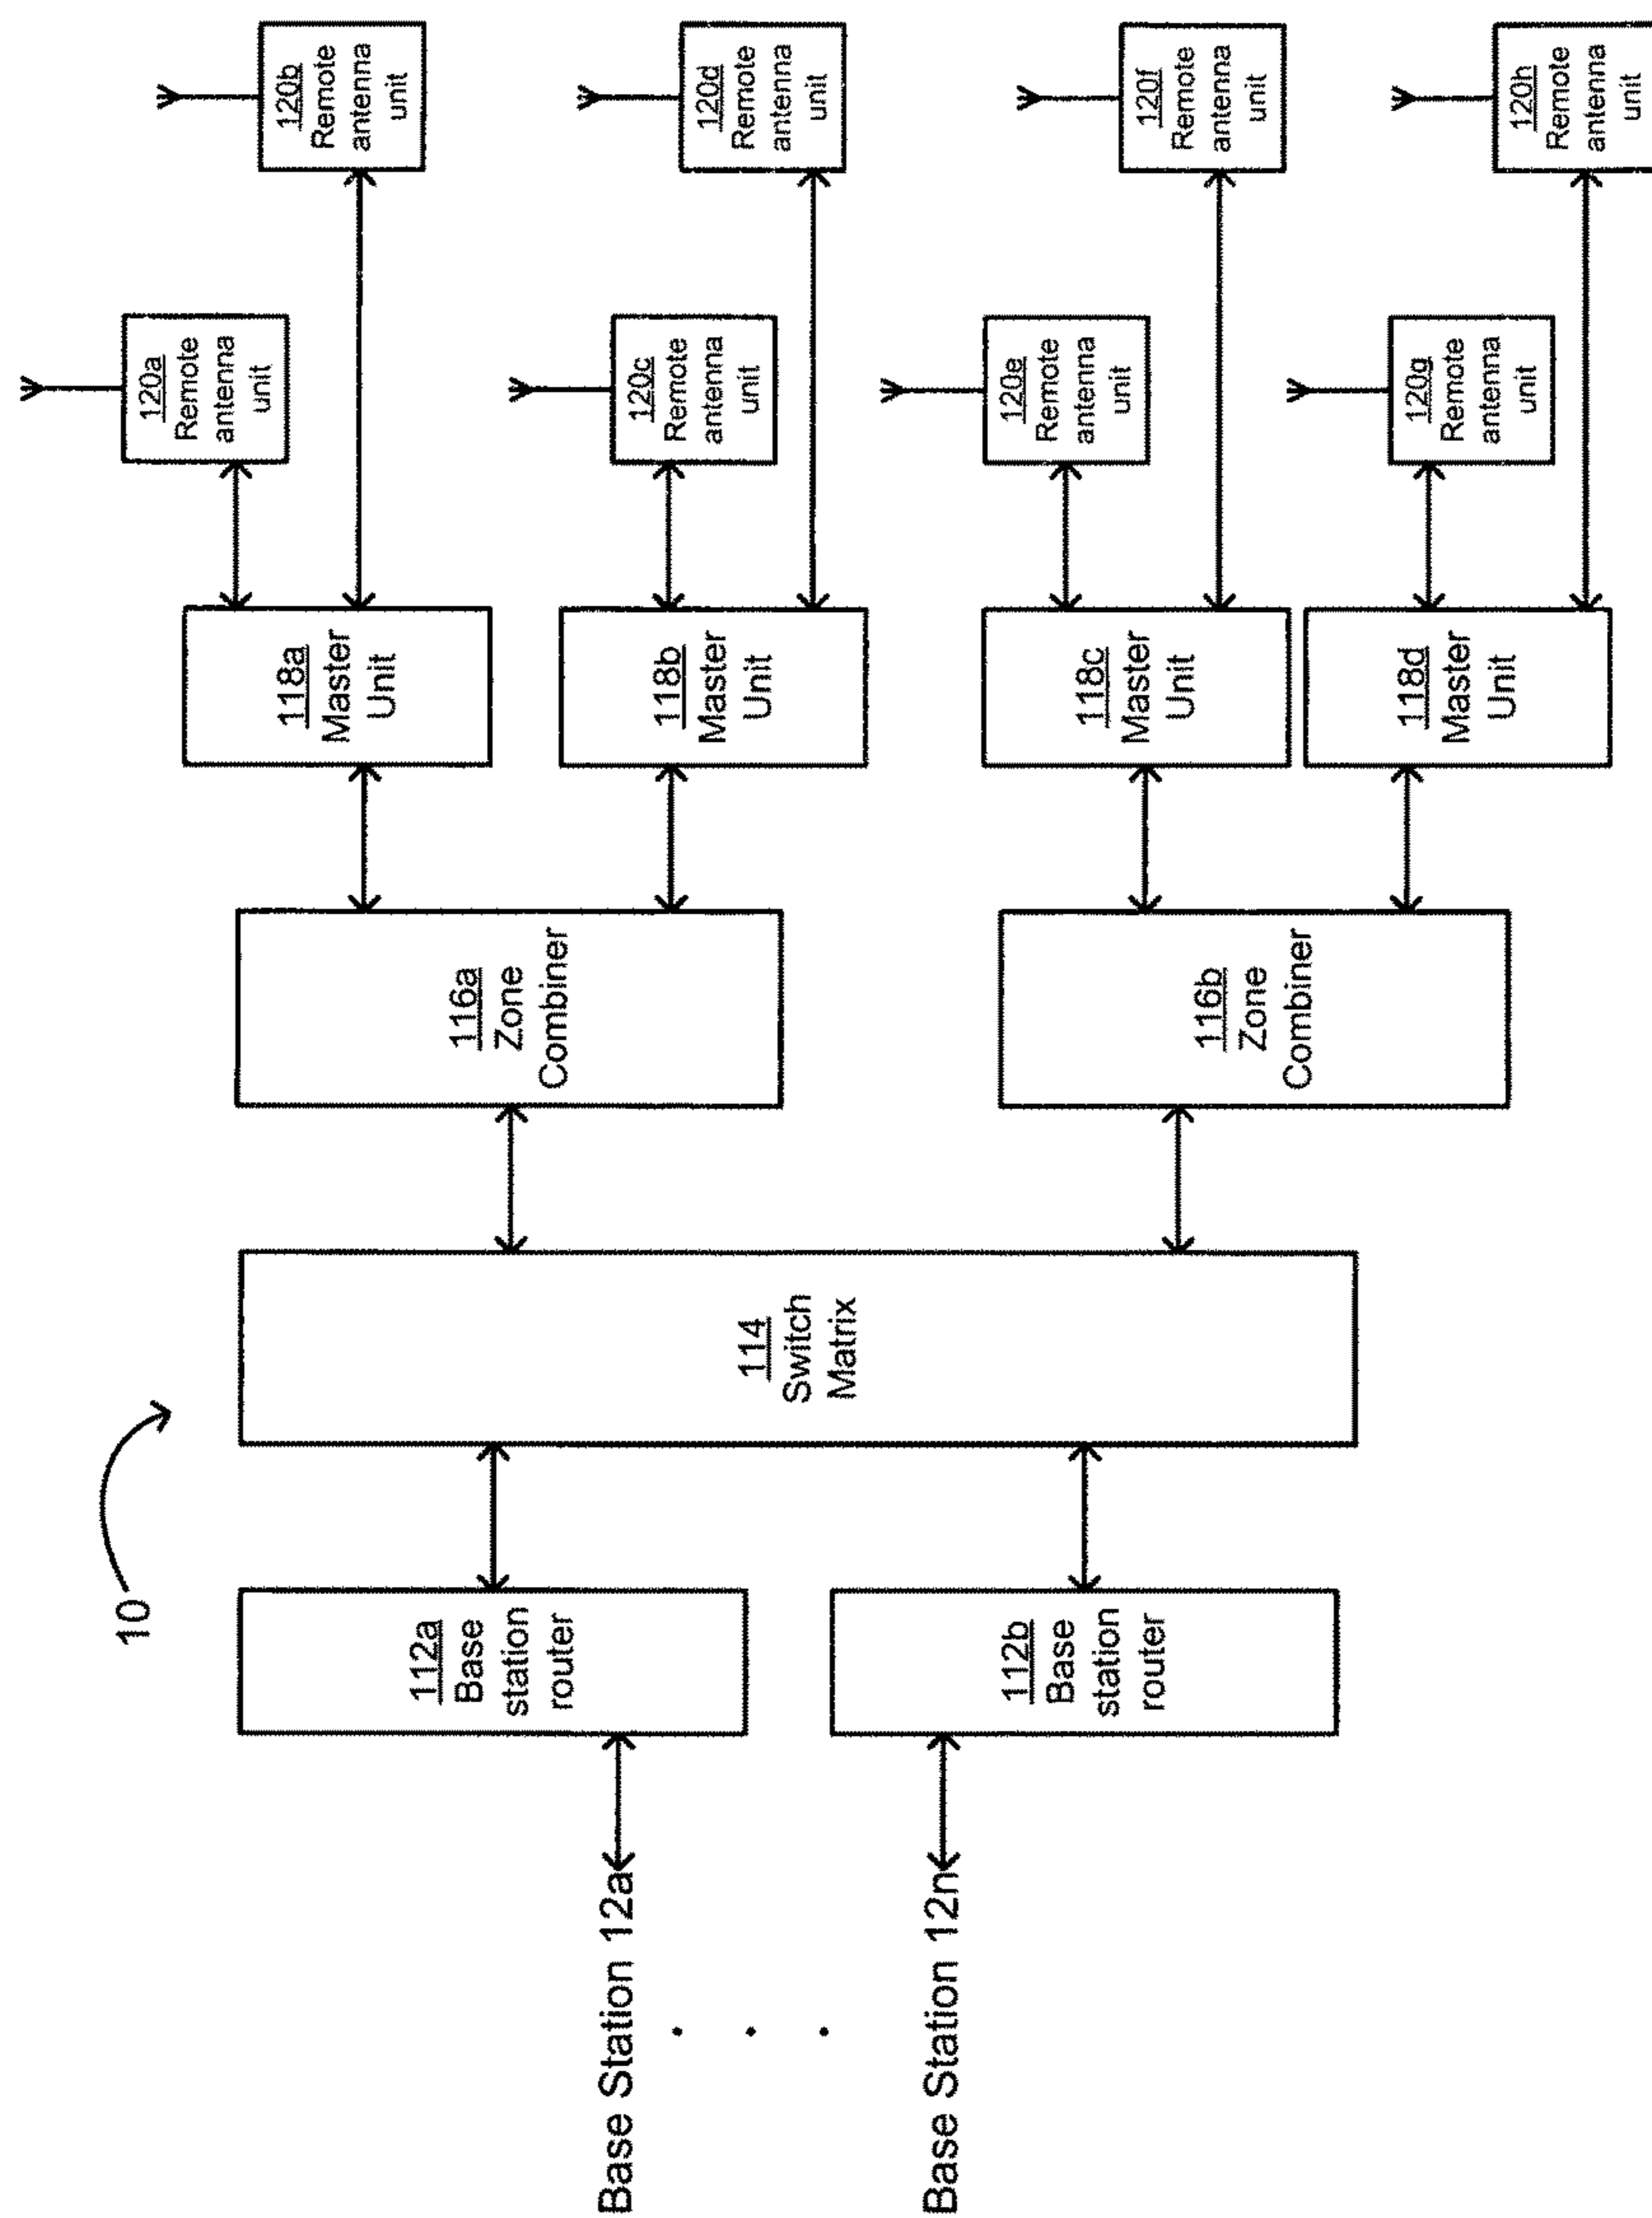 10
Base Station 12a
. . .
Base Station 12n
112a
Base
station
router
112b
Base
station
router
114
Switch
Matrix
116a
Zone
Combiner
116b
Zone
Combiner
118a
Master
Unit
118b
Master
Unit
118c
Master
Unit
118d
Master
Unit
120a
Remote
antenna
unit
120b
Remote
antenna
unit
120c
Remote
antenna
unit
120d
Remote
antenna
unit
120e
Remote
antenna
unit
120f
Remote
antenna
unit
120g
Remote
antenna
unit
120h
Remote
antenna
unit